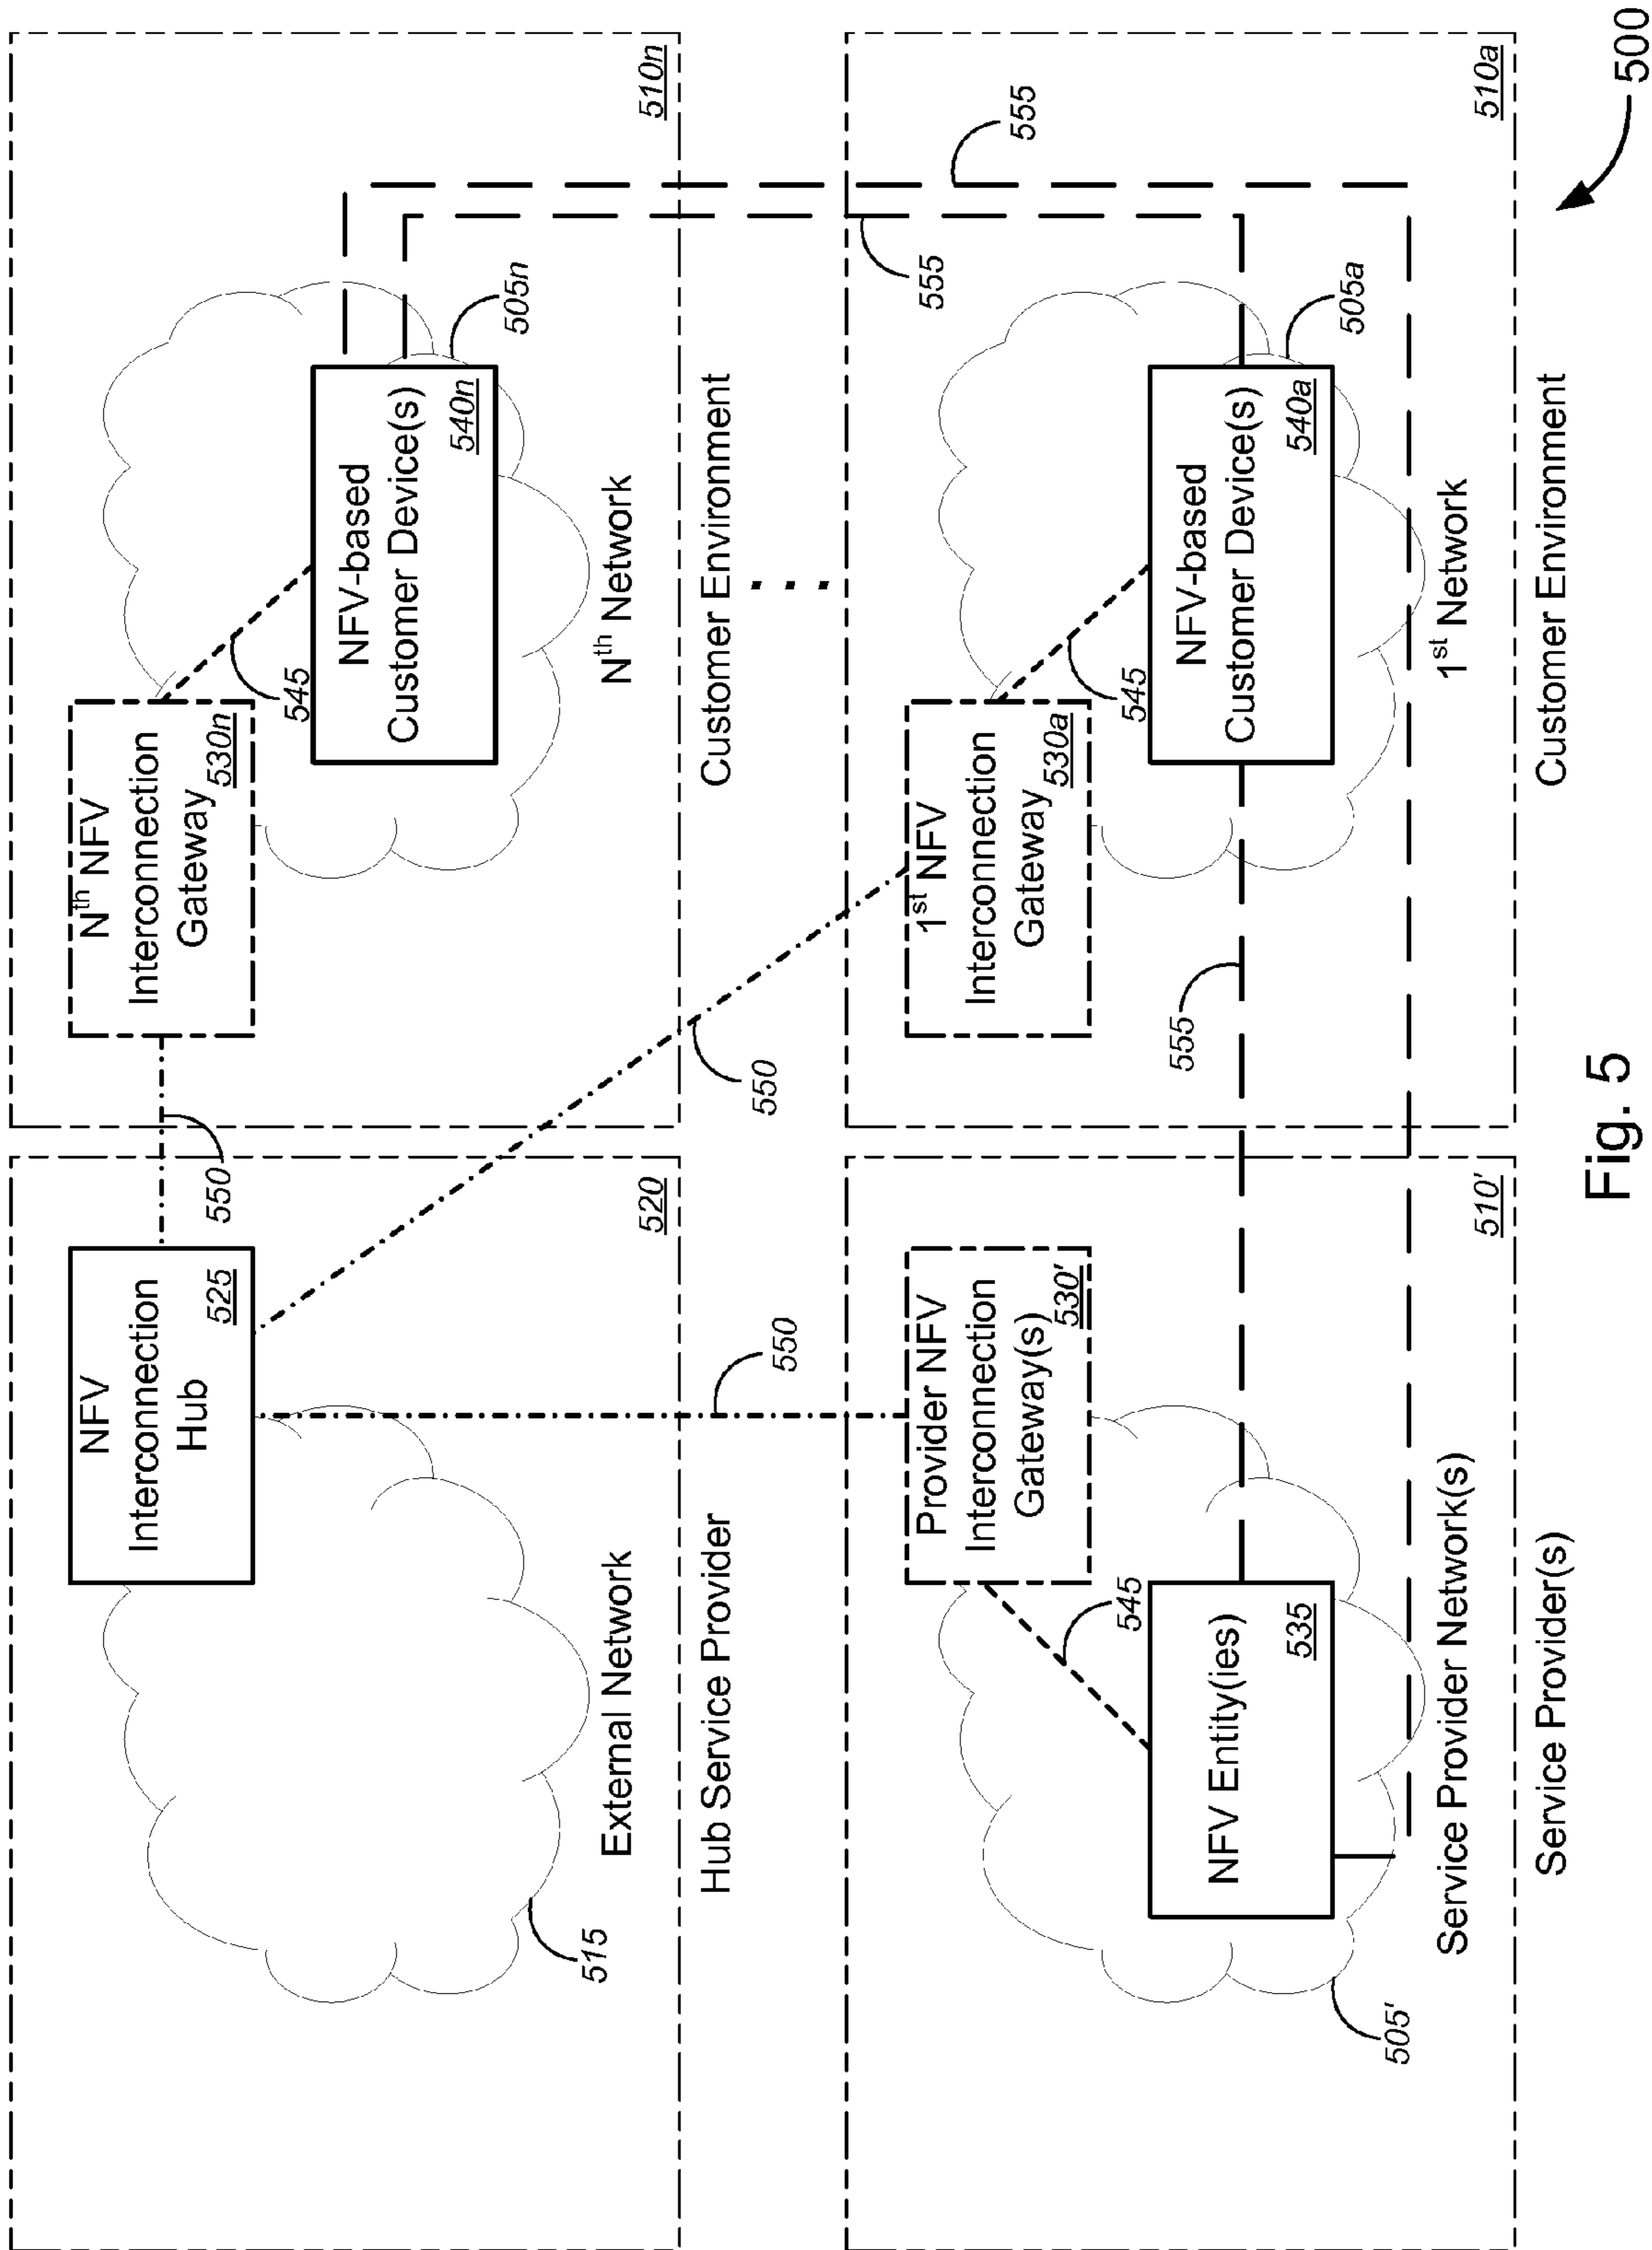 NFV
Interconnection
Hub
525
550
External Network
515
520
Hub Service Provider
550
550
Nth NFV
Interconnection
Gateway
530n
545
NFV-based
Customer Device(s)
540n
505n
Nth Network
510n
Customer Environment
. . .
Provider NFV
Interconnection
Gateway(s)
530'
545
NFV Entity(ies)
535
505'
Service Provider Network(s)
510'
Service Provider(s)
1st NFV
Interconnection
Gateway
530a
545
555
555
555
NFV-based
Customer Device(s)
540a
505a
1st Network
510a
Customer Environment
500
Fig. 5